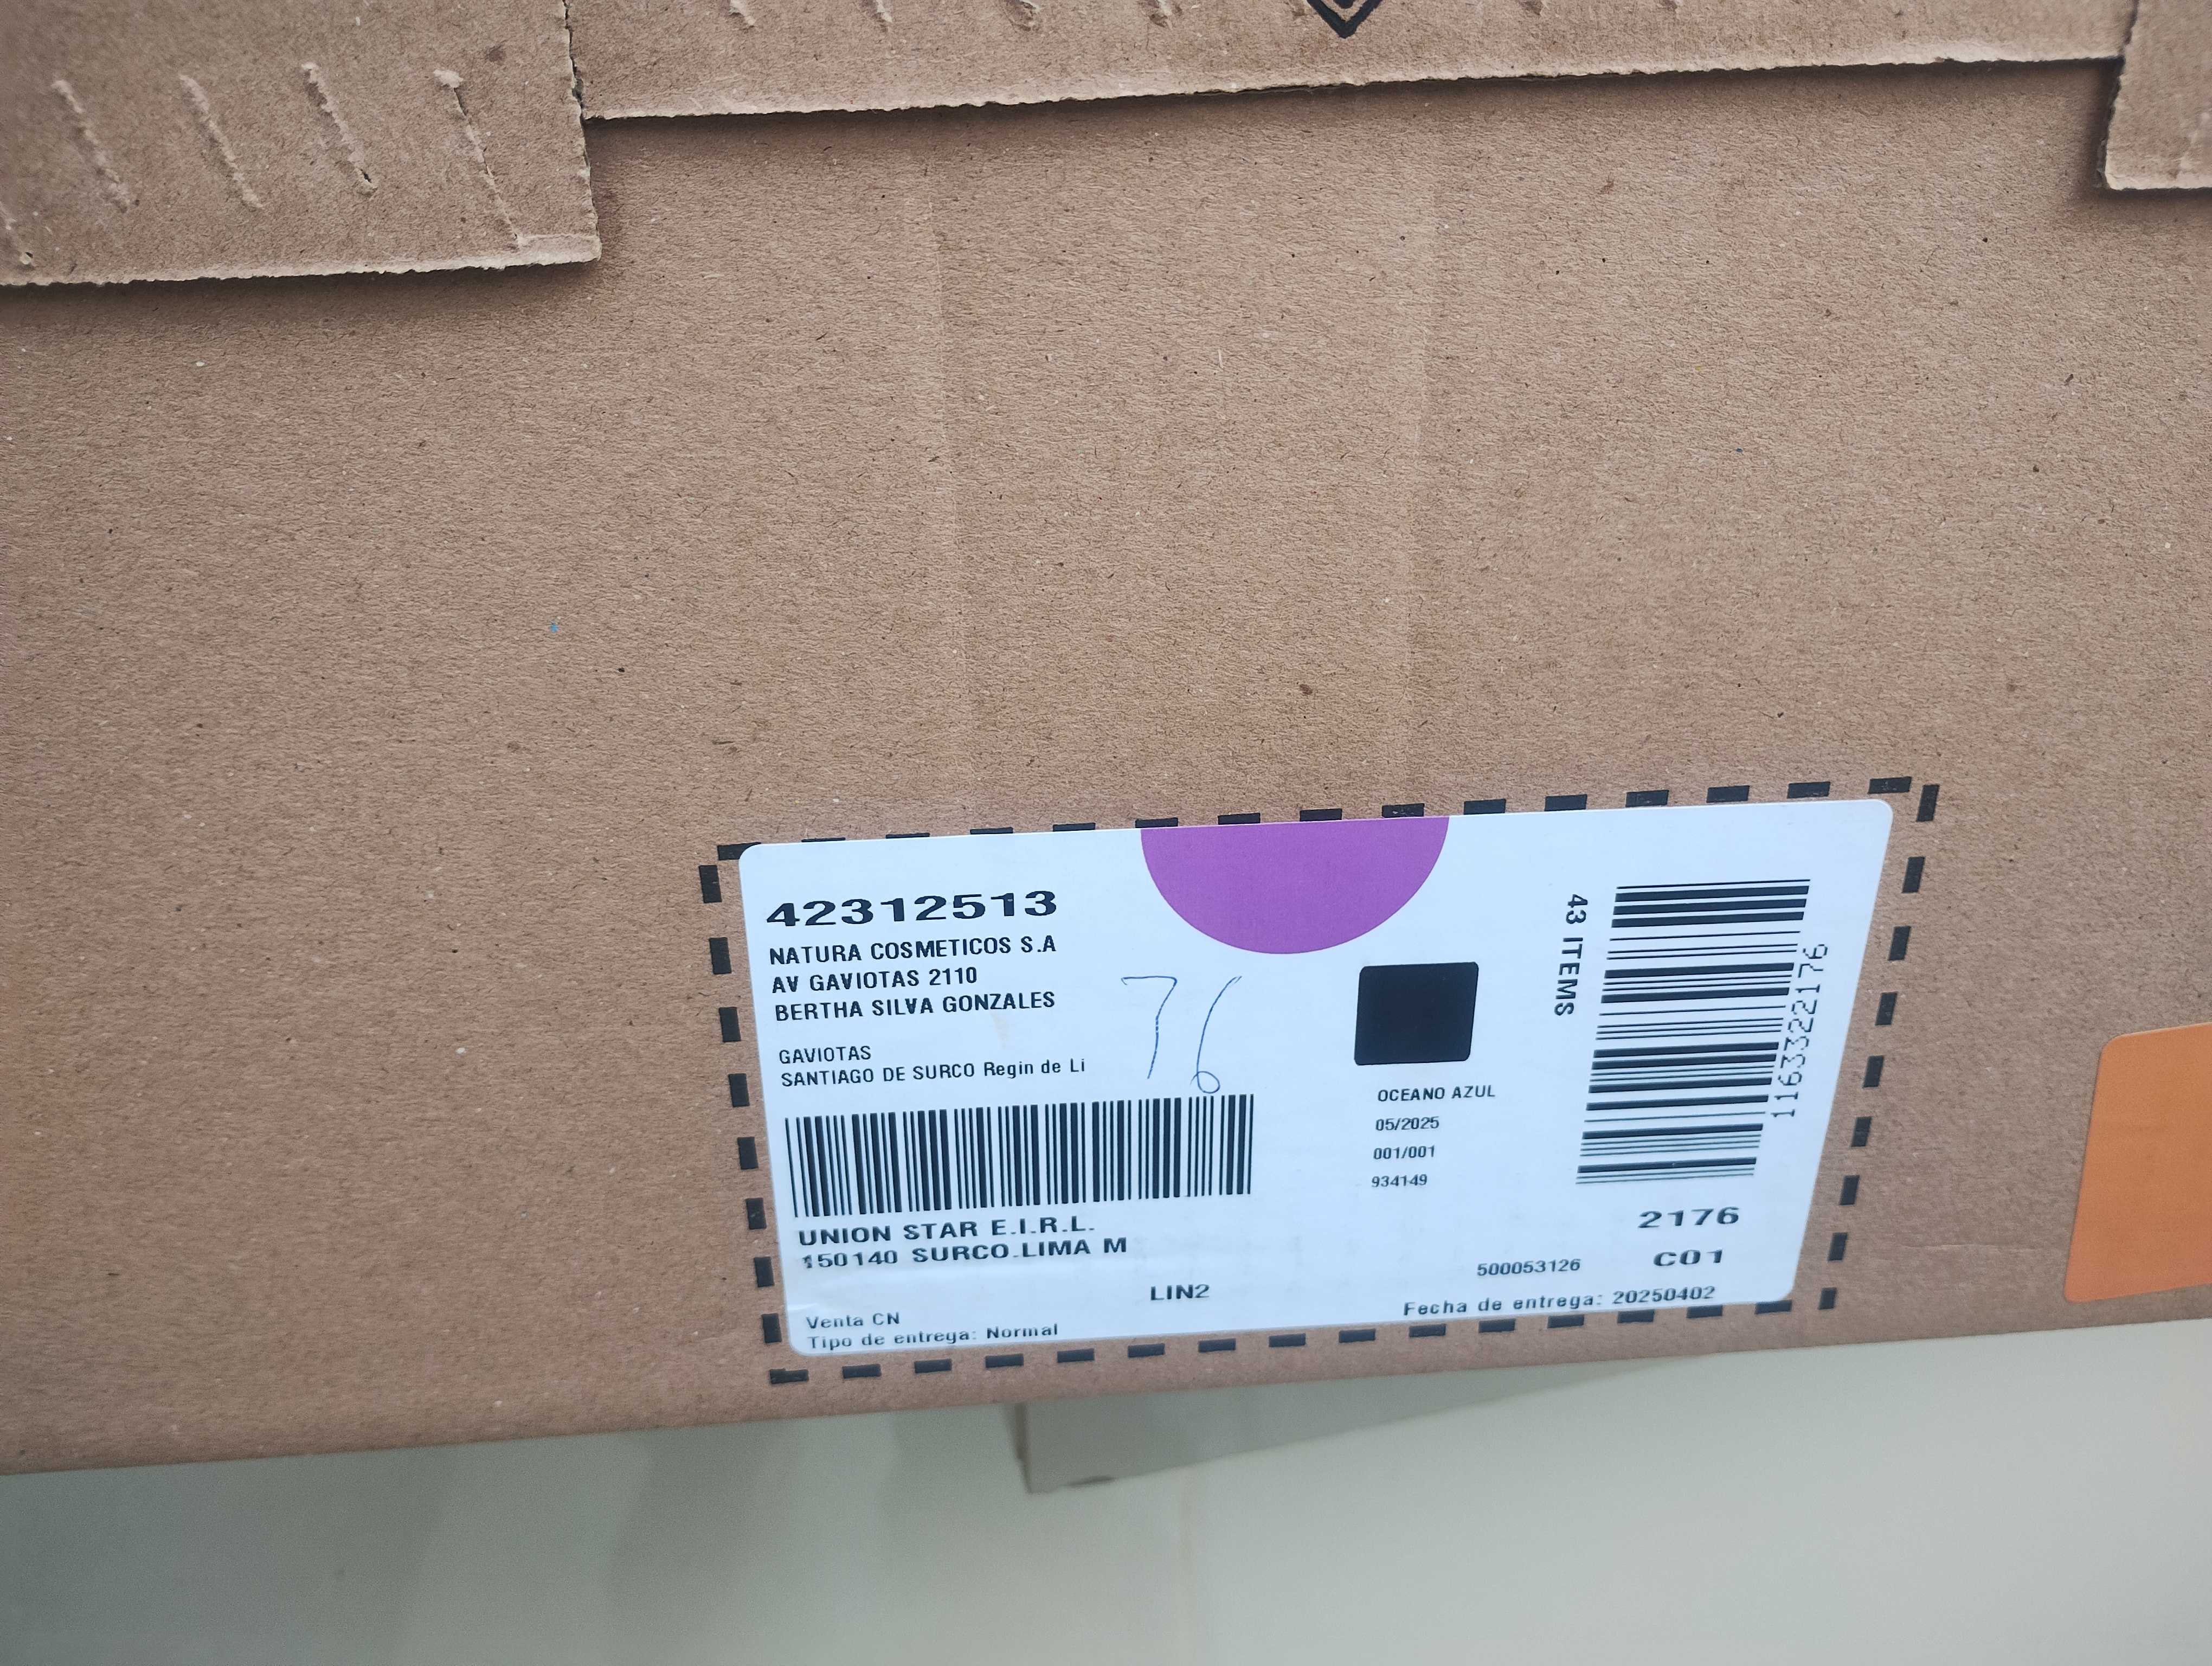 42312513
NATURA COSMETICOS S.A
AV GAVIOTAS 2110
BERTHA SILVA GONZALES
GAVIOTAS
SANTIAGO DE SURCO Regin de Li
76
UNION STAR E.I.R.L.
150140 SURCO.LIMA M
LIN2
Venta CN
Tipo de entrega: Normal
OCEANO AZUL
05/2025
001/001
934149
43 ITEMS
1163322176
2176
500053126
C01
Fecha de entrega: 20250402